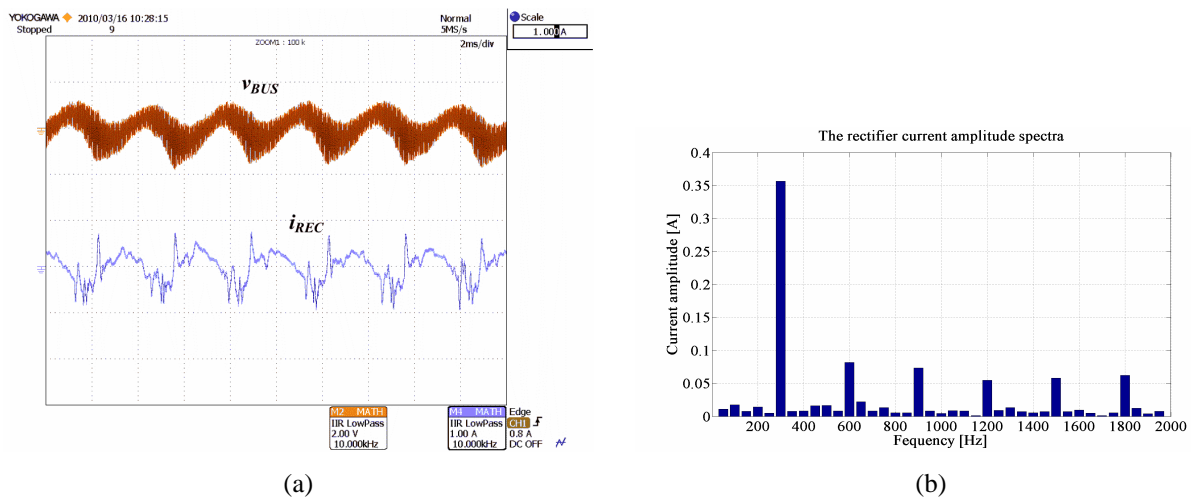 YOKOGAWA 2010/03/16 10:28:15
Stopped 9
Normal
5MS/s
2ms/div
Scale
1.000A
ZOOM1 : 100 k
vBUS
iREC
M2 MATH
IIR LowPass
2.00 V
10.000kHz
M4 MATH
IIR LowPass
1.00 A
10.000kHz
Edge
CH1
0.8 A
DC OFF
(a)
The rectifier current amplitude spectra
Current amplitude [A]
0.4
0.35
0.3
0.25
0.2
0.15
0.1
0.05
0
200 400 600 800 1000 1200 1400 1600 1800 2000
Fequency [Hz]
(b)